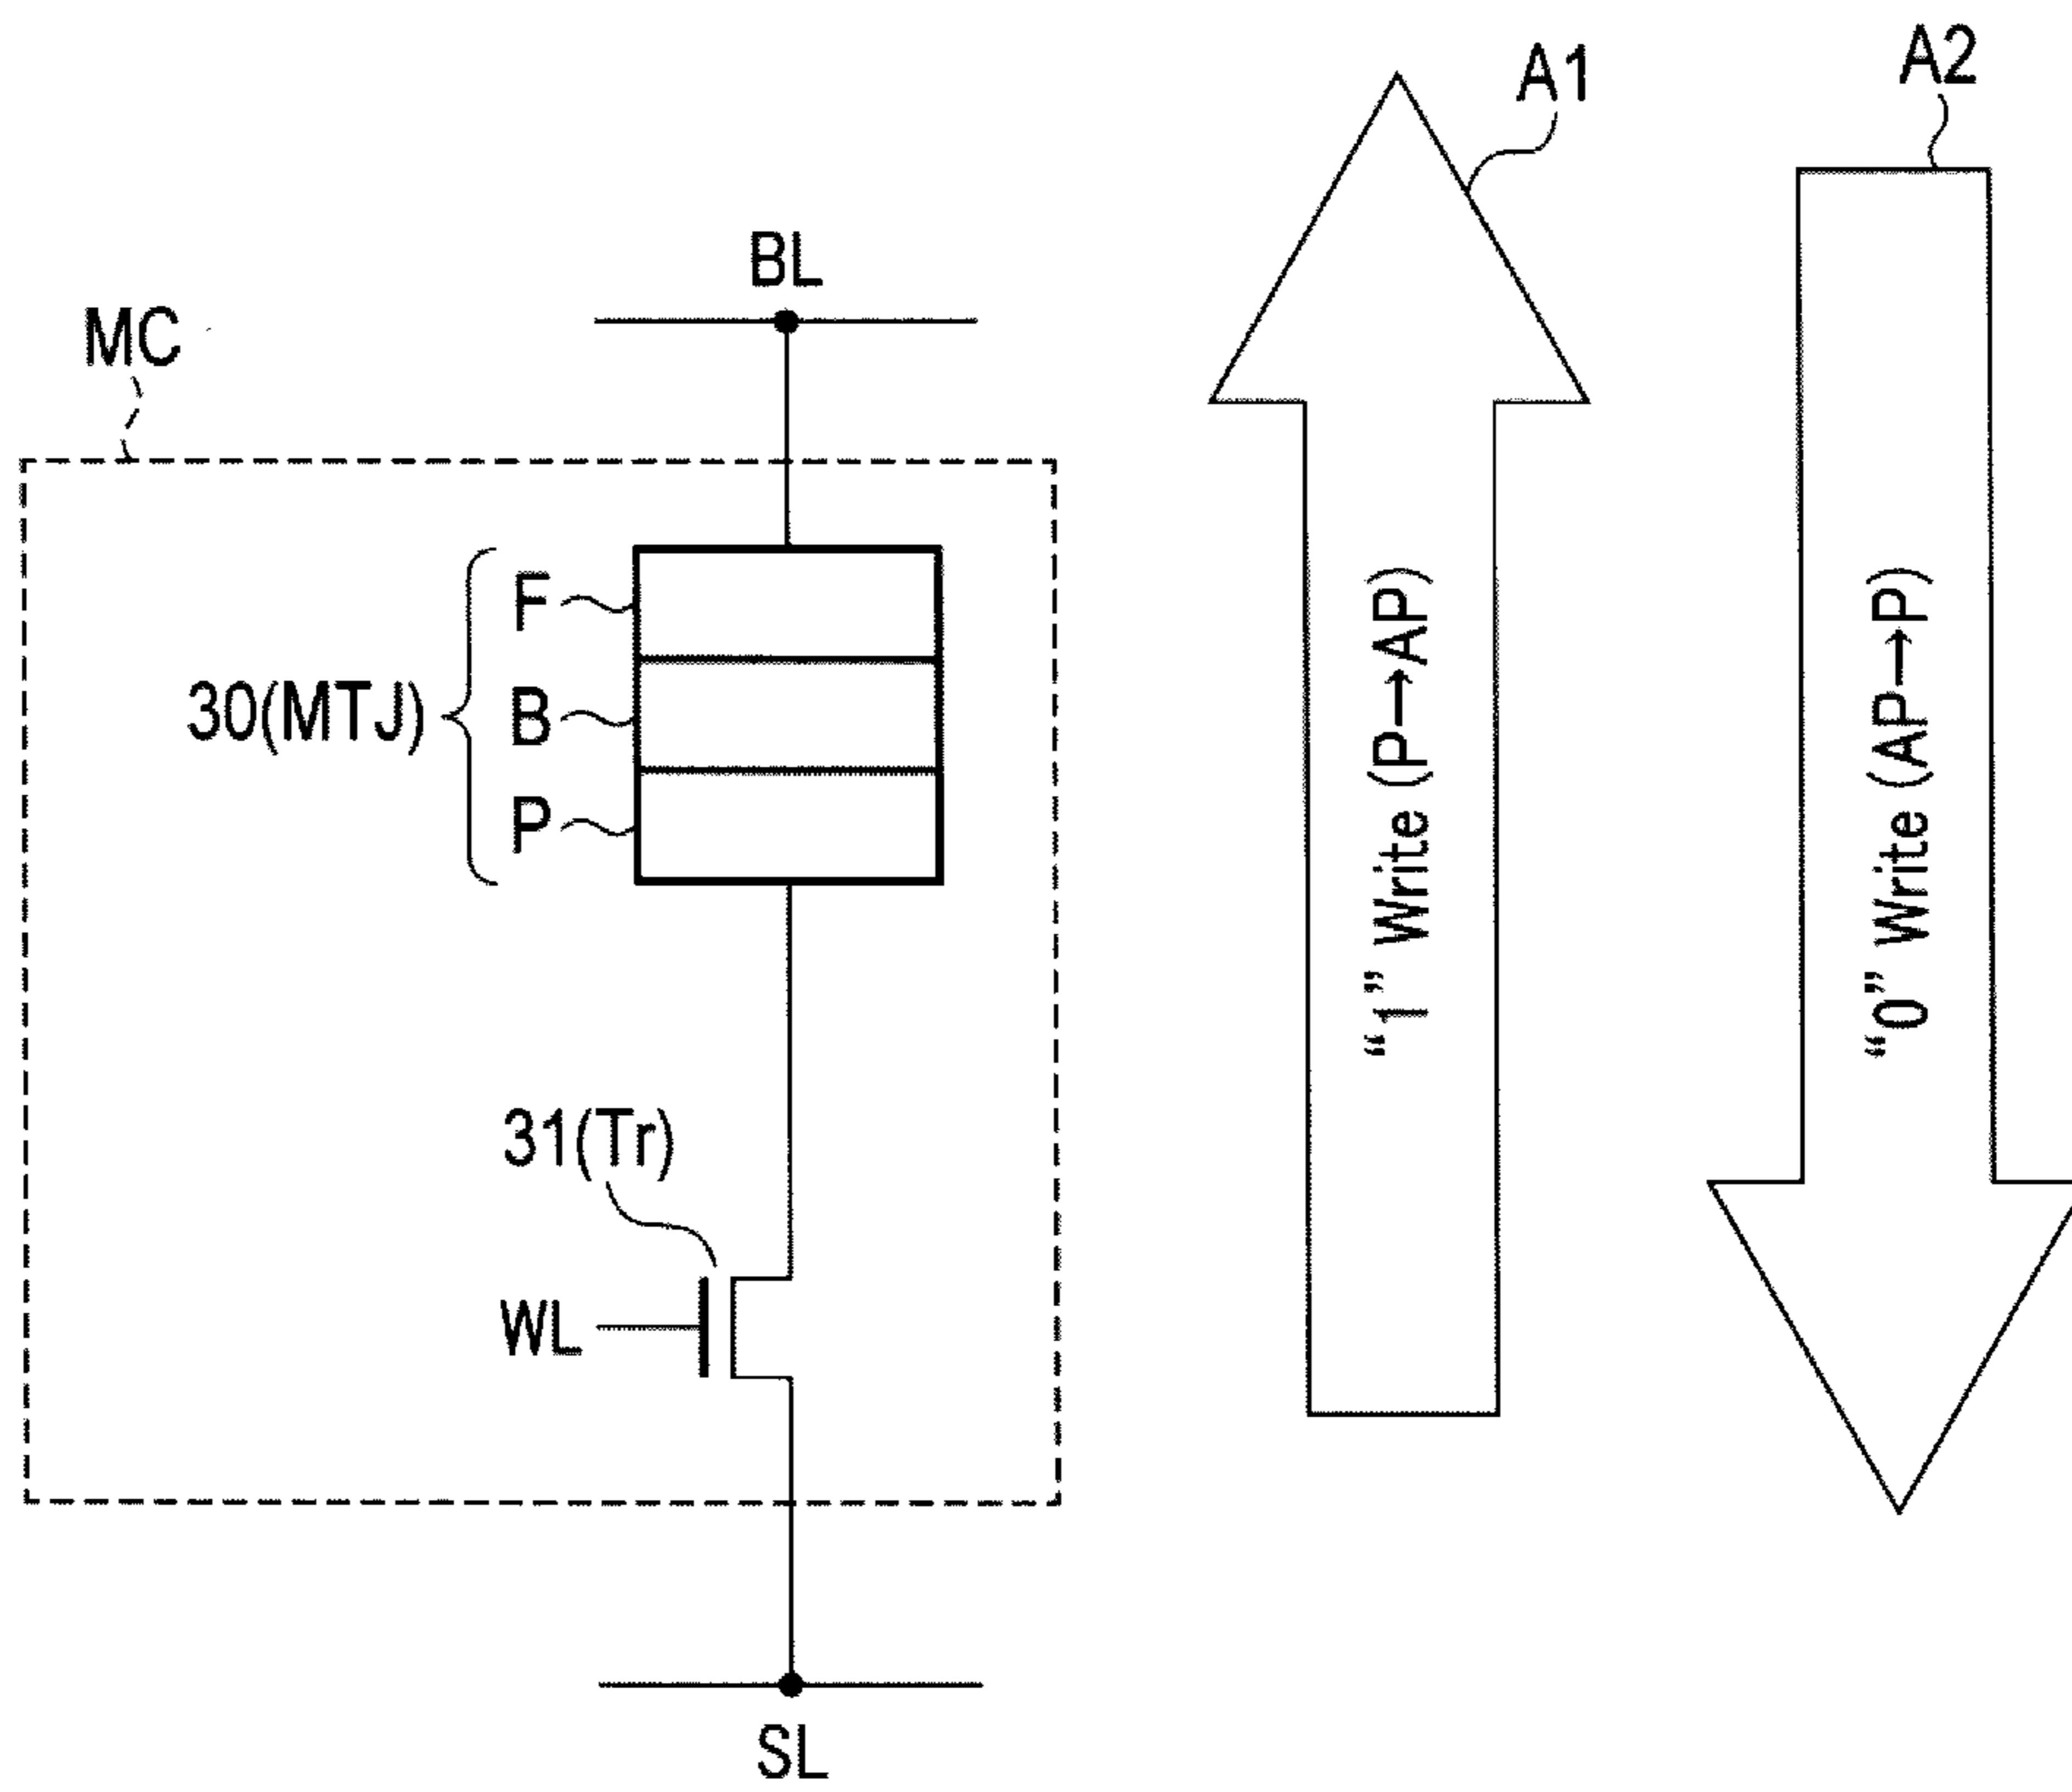 A1
A2
BL
MC
F
30(MTJ)
B
P
“1” Write (P→AP)
“0” Write (AP→P)
31(Tr)
WL
SL